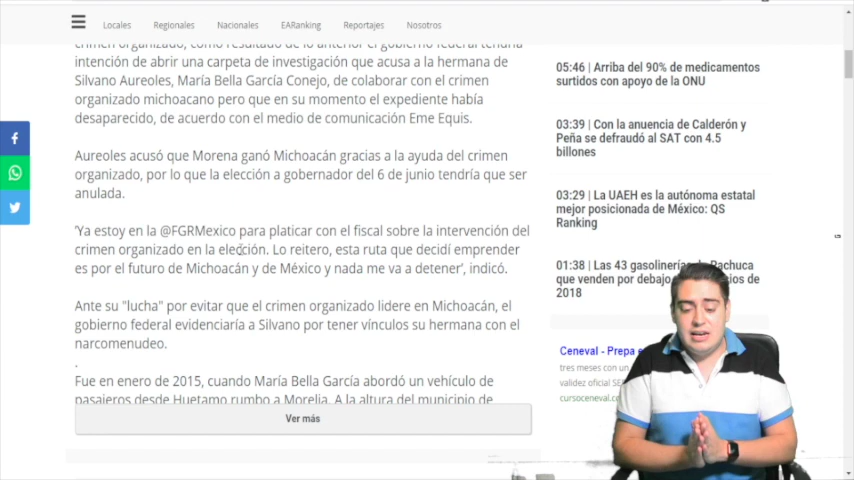 Locales Regionales Nacionales EARanking Reportajes Nosotros
crimen organizado, como resultado de lo anterior el gobierno federal tendría
intención de abrir una carpeta de investigación que acusa a la hermana de
Silvano Aureoles, María Bella García Conejo, de colaborar con el crimen
organizado michoacano pero que en su momento el expediente había
desaparecido, de acuerdo con el medio de comunicación Eme Equis.
Aureoles acusó que Morena ganó Michoacán gracias a la ayuda del crimen
organizado, por lo que la elección a gobernador del 6 de junio tendría que ser
anulada.
'Ya estoy en la @FGRMexico para platicar con el fiscal sobre la intervención del
crimen organizado en la elección. Lo reitero, esta ruta que decidí emprender
es por el futuro de Michoacán y de México y nada me va a detener', indicó.
Ante su "lucha" por evitar que el crimen organizado lidere en Michoacán, el
gobierno federal evidenciaría a Silvano por tener vínculos su hermana con el
narcomenudeo.
.
Fue en enero de 2015, cuando María Bella García abordó un vehículo de
pasajeros desde Huetamo rumbo a Morelia. A la altura del municipio de
Ver más
05:46 | Arriba del 90% de medicamentos
surtidos con apoyo de la ONU
03:39 | Con la anuencia de Calderón y
Peña se defraudó al SAT con 4.5
billones
03:29 | La UAEH es la autónoma estatal
mejor posicionada de México: QS
Ranking
01:38 | Las 43 gasolinerías de Pachuca
que venden por debajo
de
2018
Ceneval - Prepa
tres meses con un
validez oficial
cursoceneval.c